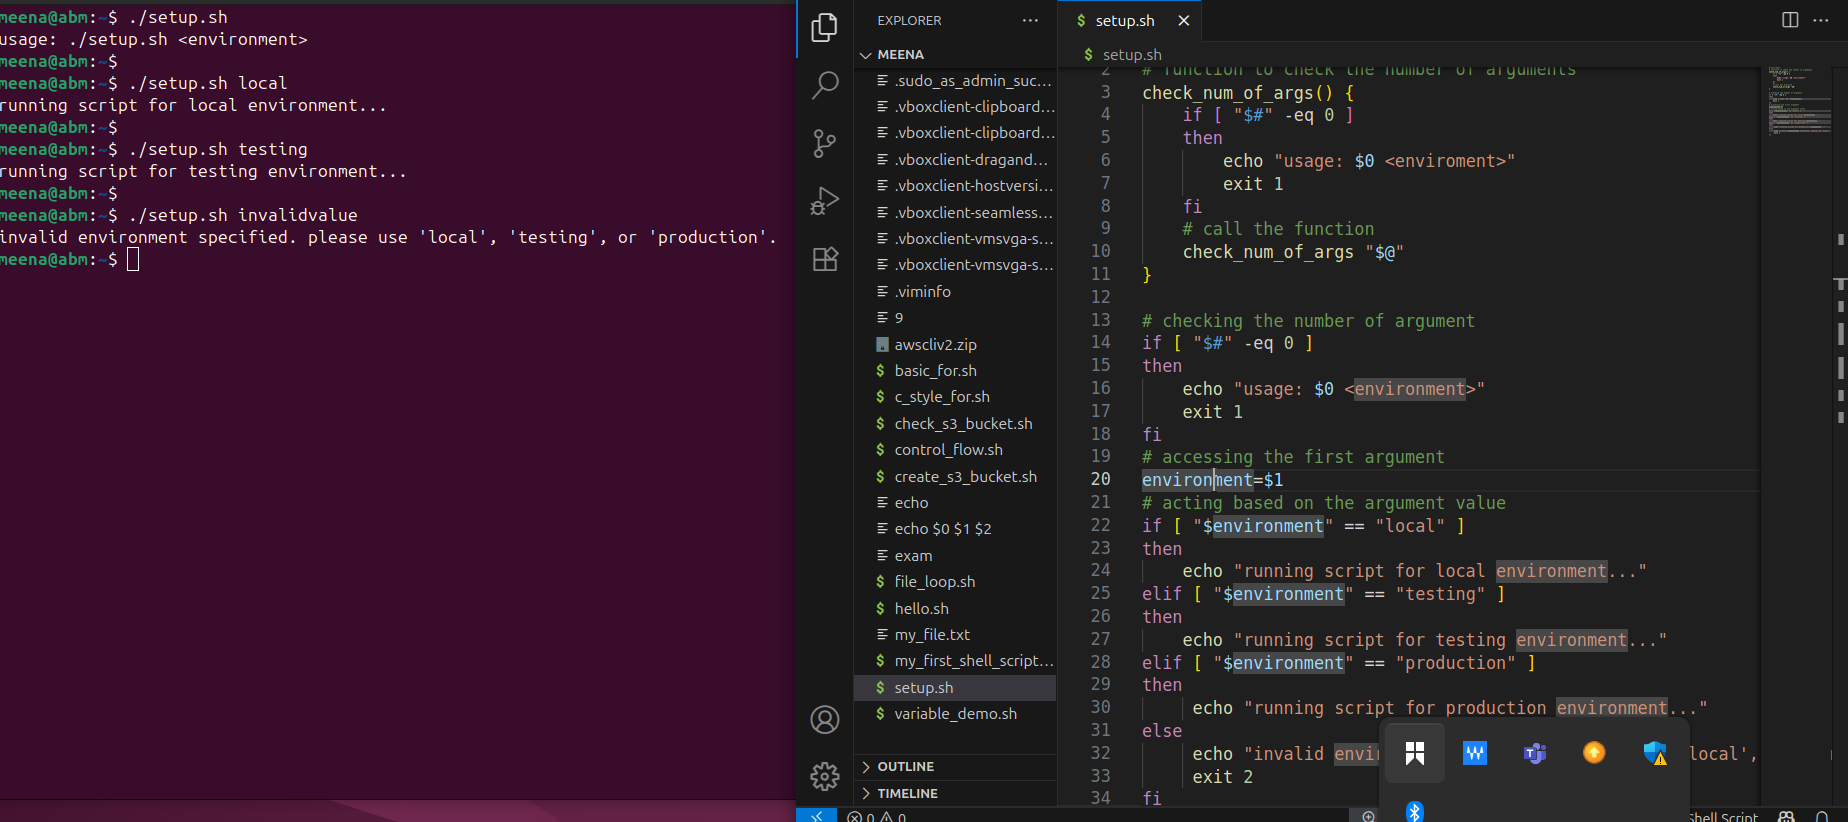 meena@abm:~$ ./setup.sh
usage: ./setup.sh <environment>
meena@abm:~$
meena@abm:~$ ./setup.sh local
running script for local environment...
meena@abm:~$
meena@abm:~$ ./setup.sh testing
running script for testing environment...
meena@abm:~$
meena@abm:~$ ./setup.sh invalidvalue
invalid environment specified. please use 'local', 'testing', or 'production'.
meena@abm:~$
EXPLORER
MEENA
.sudo_as_admin_suc...
.vboxclient-clipboard...
.vboxclient-clipboard...
.vboxclient-dragand...
.vboxclient-hostversi...
.vboxclient-seamless...
.vboxclient-vmsvga-s...
.vboxclient-vmsvga-s...
.viminfo
9
awscliv2.zip
$ basic_for.sh
$ c_style_for.sh
$ check_s3_bucket.sh
$ control_flow.sh
$ create_s3_bucket.sh
echo
echo $0 $1 $2
exam
$ file_loop.sh
$ hello.sh
my_file.txt
$ my_first_shell_script...
$ setup.sh
$ variable_demo.sh
OUTLINE
TIMELINE
0 0
$ setup.sh
$ setup.sh
2 # function to check the number of arguments
3 check_num_of_args() {
4 if [ "$#" -eq 0 ]
5 then
6 echo "usage: $0 <enviroment>"
7 exit 1
8 fi
9 # call the function
10 check_num_of_args "$@"
11 }
12
13 # checking the number of argument
14 if [ "$#" -eq 0 ]
15 then
16 echo "usage: $0 <environment>"
17 exit 1
18 fi
19 # accessing the first argument
20 environment=$1
21 # acting based on the argument value
22 if [ "$environment" == "local" ]
23 then
24 echo "running script for local environment..."
25 elif [ "$environment" == "testing" ]
26 then
27 echo "running script for testing environment..."
28 elif [ "$environment" == "production" ]
29 then
30 echo "running script for production environment..."
31 else
32 echo "invalid envi local',
33 exit 2
34 fi
Shell Script